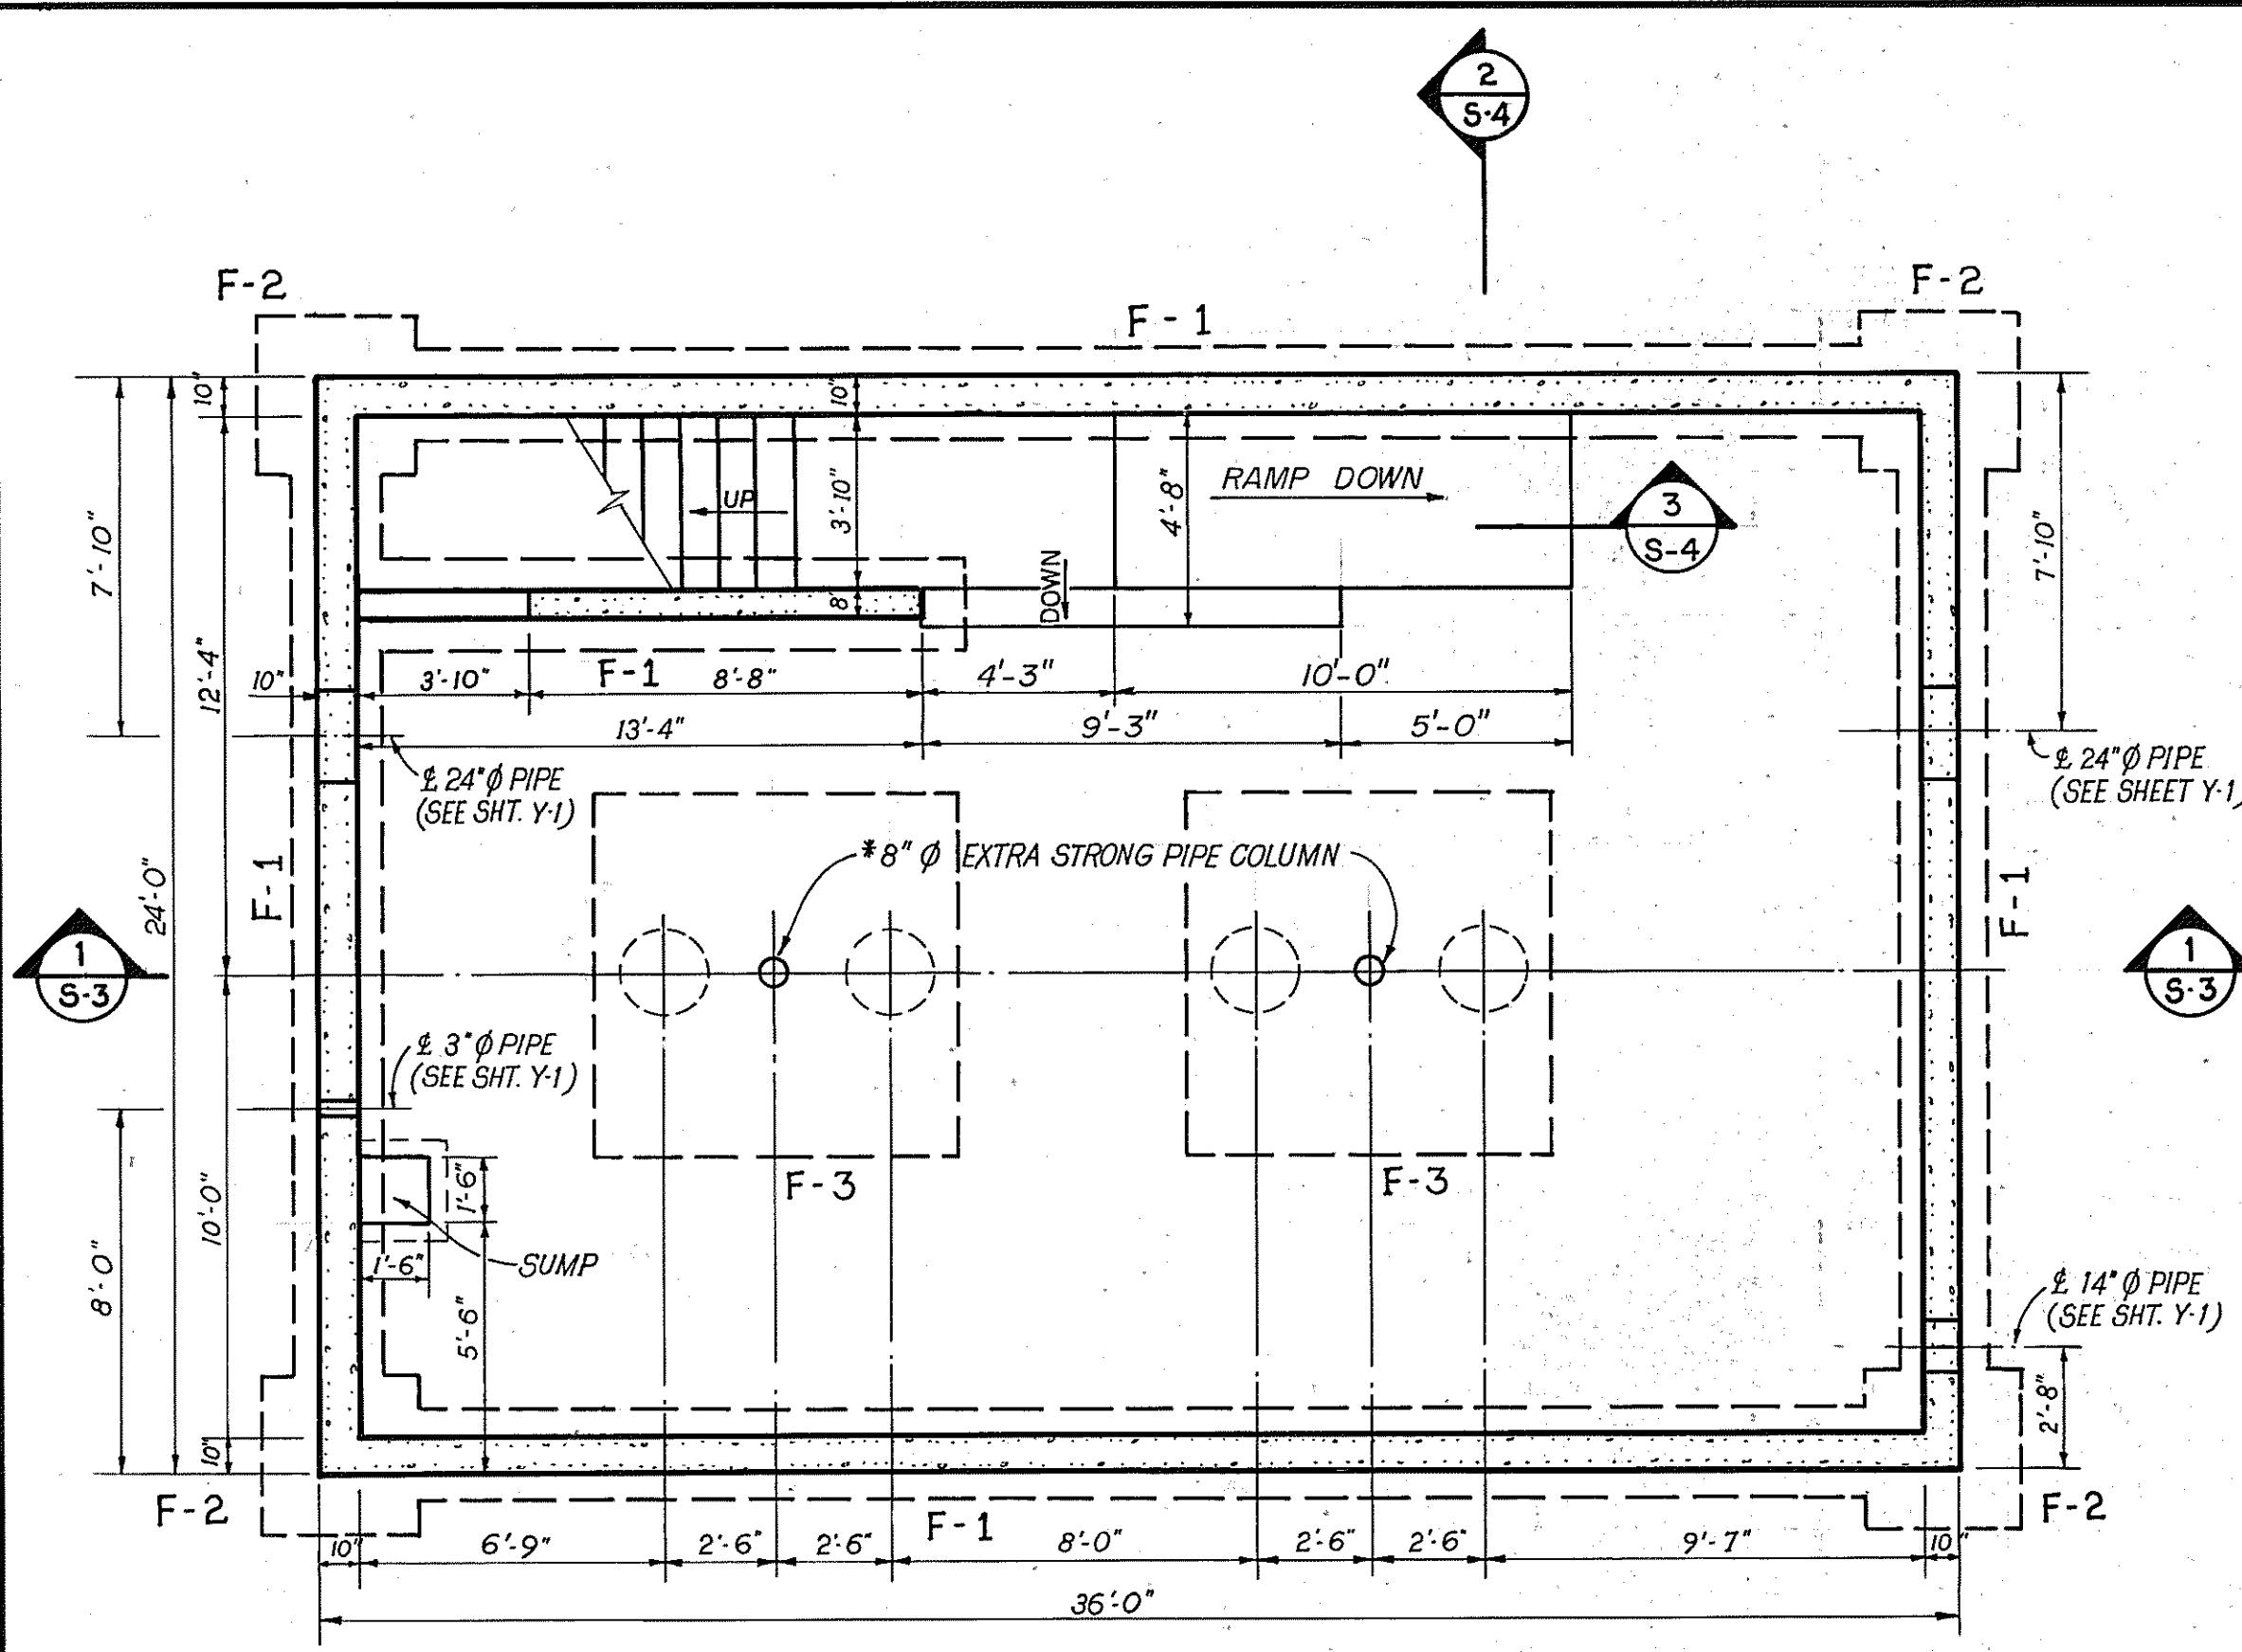 2
S-4
F-2
F-2
F - 1
10"
10"
10"
UP
3'-10"
4'-8"
RAMP DOWN
3
S-4
7'-10"
7'-10"
DOWN
8"
12'-4"
10"
3'-10"
F-1
8'-8"
4'-3"
10'-0"
13'-4"
9'-3"
5'-0"
℄ 24"Ø PIPE
(SEE SHT. Y-1)
℄ 24"Ø PIPE
(SEE SHEET Y-1)
*8" Ø EXTRA STRONG PIPE COLUMN
24'-0"
F-1
F-1
1
S-3
1
S-3
℄ 3"Ø PIPE
(SEE SHT. Y-1)
F-3
F-3
1'-6"
10'-0"
8'-0"
SUMP
1'-6"
5'-6"
℄ 14"Ø PIPE
(SEE SHT. Y-1)
2'-8"
10"
F-2
F-1
F-2
10"
6'-9"
2'-6"
2'-6"
8'-0"
2'-6"
2'-6"
9'-7"
10"
36'-0"